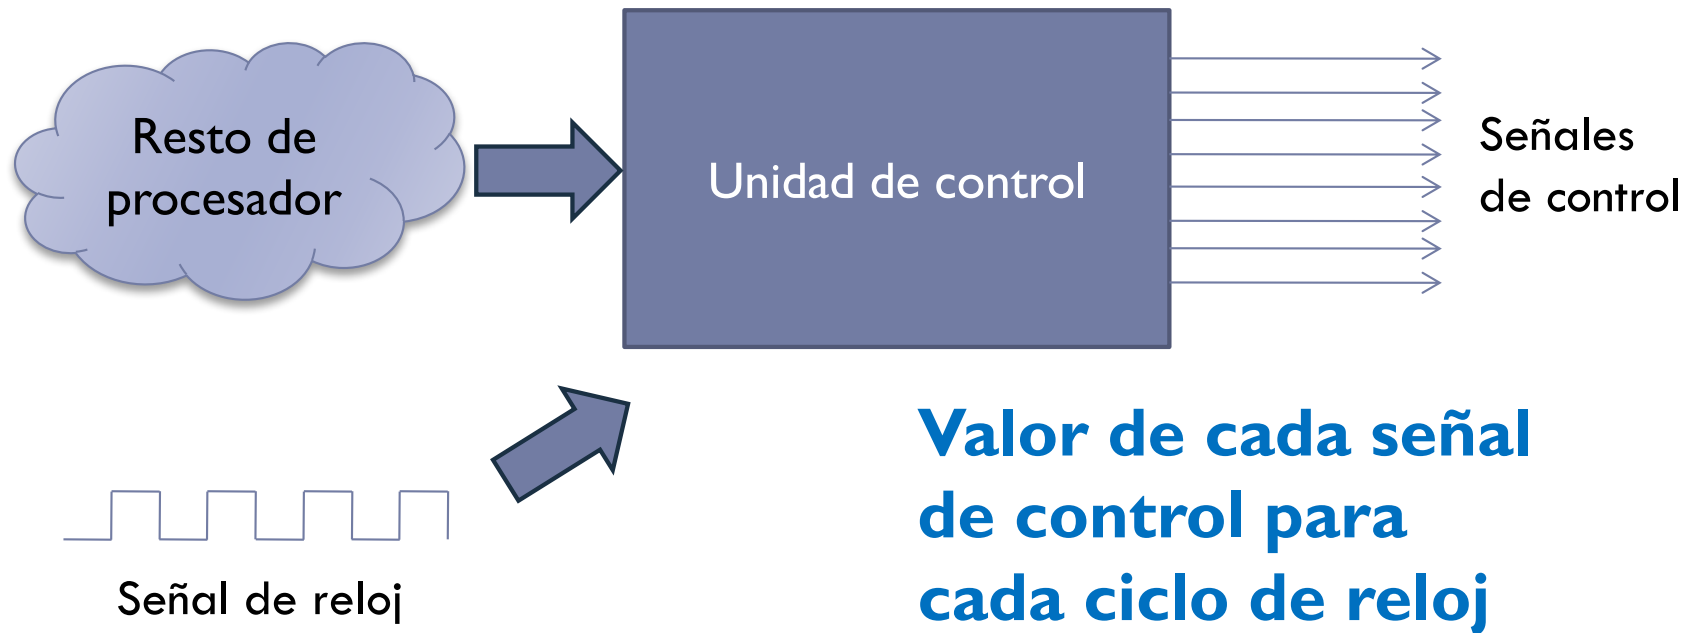 Resto de
procesador
Unidad de control
Señales
de control
Señal de reloj
Valor de cada señal
de control para
cada ciclo de reloj